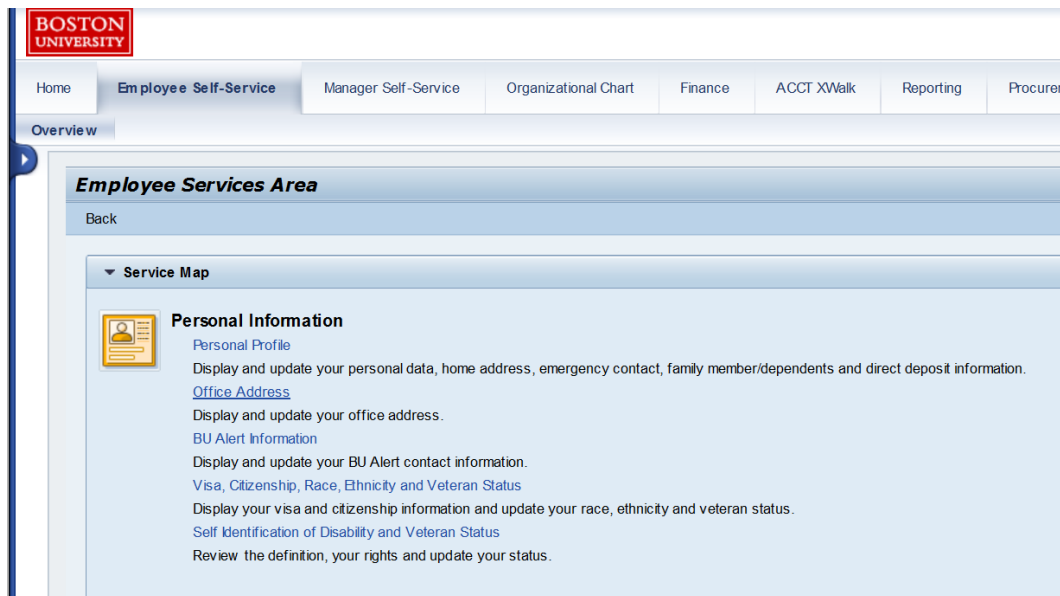 BOSTON
UNIVERSITY
Home Employee Self-Service Manager Self-Service Organizational Chart Finance ACCT XWalk Reporting
Overview
Employee Services Area
Back
Service Map
Personal Information
Personal Profile
Display and update your personal data, home address, emergency contact, family member/dependents and direct deposit information.
Office Address
Display and update your office address.
BU Alert Information
Display and update your BU Alert contact information.
Visa, Citizenship, Race, Ethnicity and Veteran Status
Display your visa and citizenship information and update your race, ethnicity and veteran status.
Self Identification of Disability and Veteran Status
Review the definition, your rights and update your status.